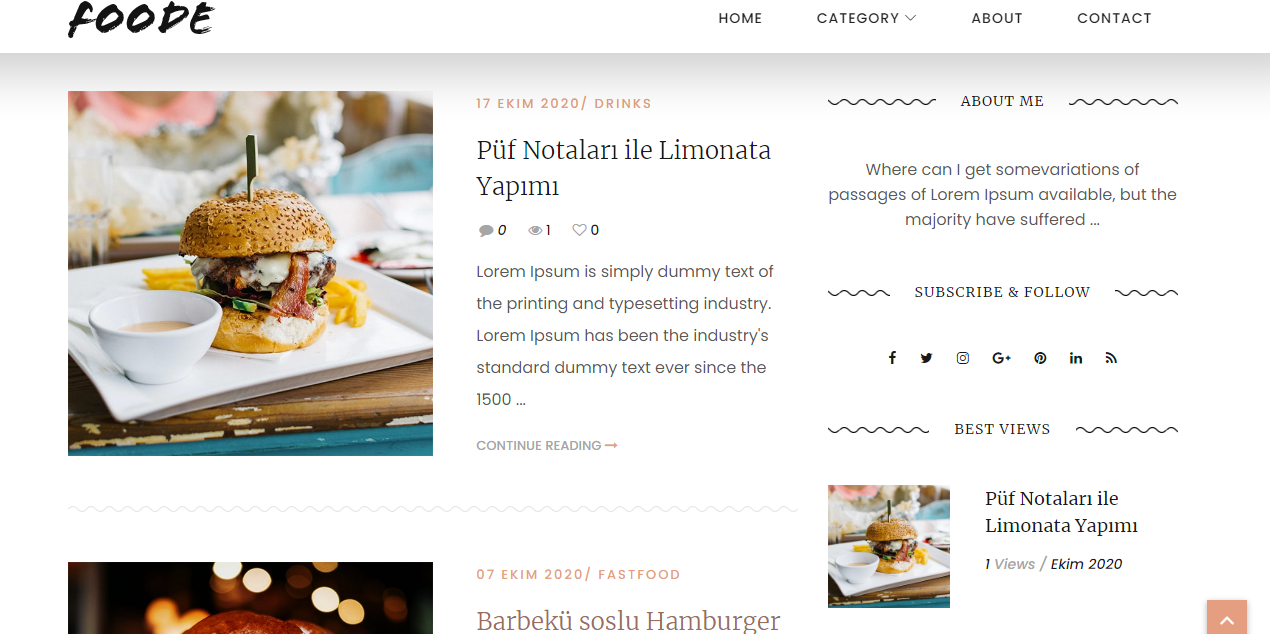 FOODE
HOME
CATEGORY
ABOUT
CONTACT
17 EKIM 2020/ DRINKS
Püf Notaları ile Limonata
Yapımı
0 1 0
Lorem Ipsum is simply dummy text of
the printing and typesetting industry.
Lorem Ipsum has been the industry's
standard dummy text ever since the
1500 ...
CONTINUE READING
07 EKIM 2020/ FASTFOOD
Barbekü soslu Hamburger
ABOUT ME
Where can I get somevariations of
passages of Lorem Ipsum available, but the
majority have suffered ...
SUBSCRIBE & FOLLOW
BEST VIEWS
Püf Notaları ile
Limonata Yapımı
1 Views / Ekim 2020